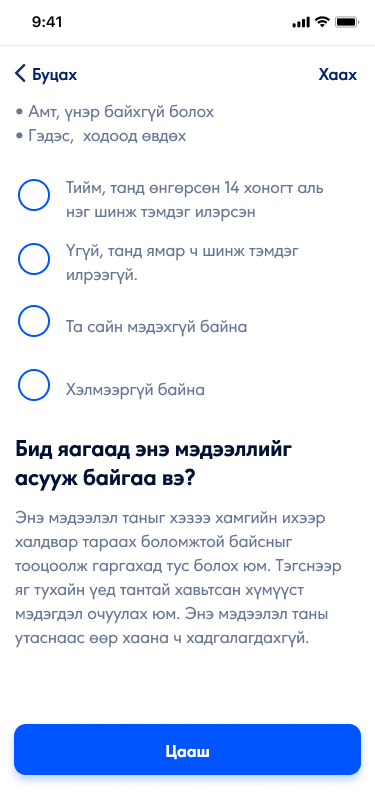 9:41
Буцах
Хаах
• Амт, үнэр байхгүй болох
• Гэдэс, ходоод өвдөх
Тийм, танд өнгөрсөн 14 хоногт аль
нэг шинж тэмдэг илэрсэн
Үгүй, танд ямар ч шинж тэмдэг
илрээгүй.
Та сайн мэдэхгүй байна
Хэлмээргүй байна
Бид яагаад энэ мэдээллийг
асууж байгаа вэ?
Энэ мэдээлэл таныг хэзээ хамгийн ихээр
халдвар тараах боломжтой байсныг
тооцоолж гаргахад тус болох юм. Тэгснээр
яг тухайн үед тантай хавьтсан хүмүүст
мэдэгдэл очуулах юм. Энэ мэдээлэл таны
утаснаас өөр хаана ч хадгалагдахгүй.
Цааш